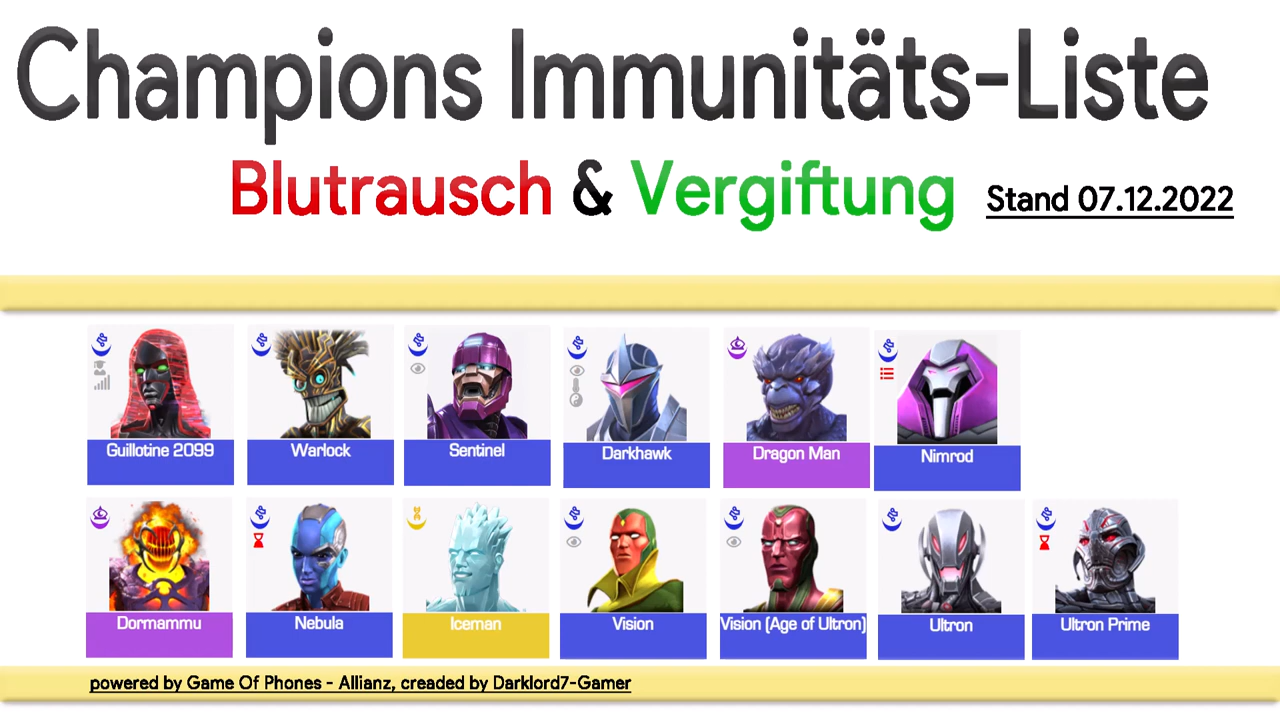 Champions Immunitäts-Liste
Blutrausch & Vergiftung Stand 07.12.2022
Guillotine 2099 Warlock Sentinel Darkhawk Dragon Man Nimrod
Dormammu Nebula Iceman Vision Vision (Age of Ultron) Ultron Ultron Prime
powered by Game Of Phones - Allianz, creaded by Darklord7-Gamer